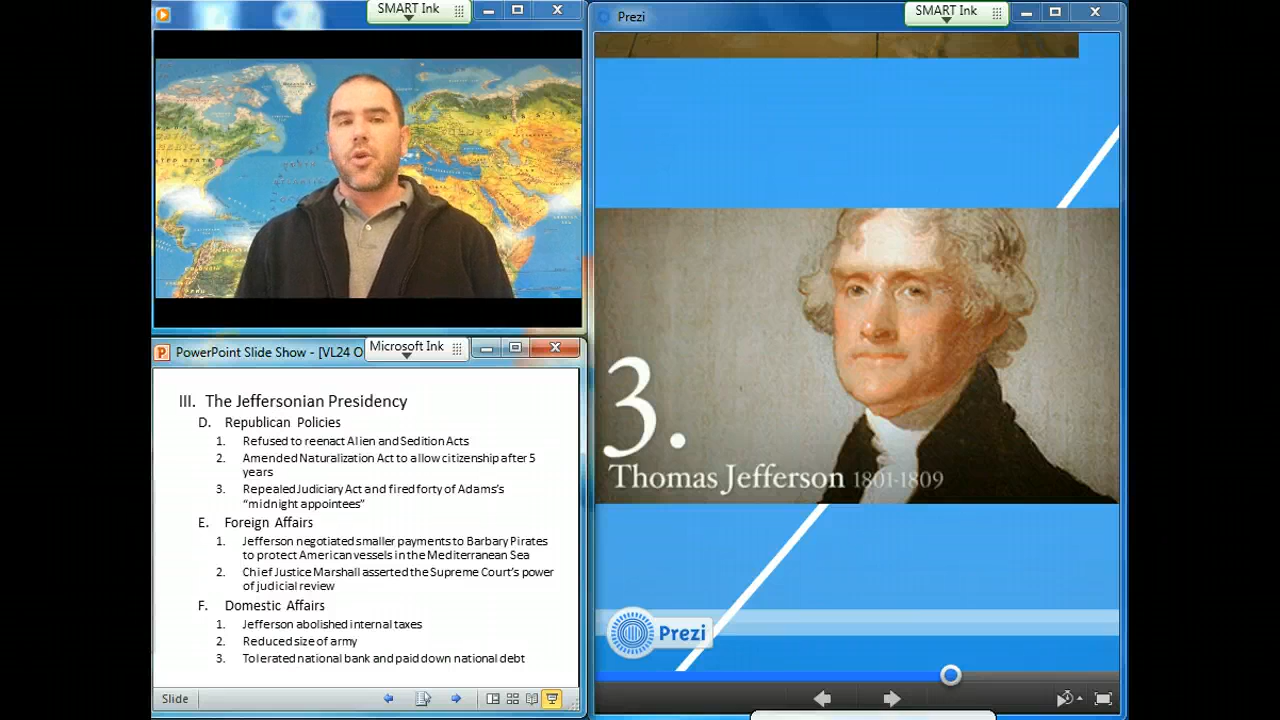 SMART Ink
PowerPoint Slide Show - [VL24 O
Microsoft Ink
III. The Jeffersonian Presidency
D. Republican Policies
1. Refused to reenact Alien and Sedition Acts
2. Amended Naturalization Act to allow citizenship after 5
years
3. Repealed Judiciary Act and fired forty of Adams's
"midnight appointees"
E. Foreign Affairs
1. Jefferson negotiated smaller payments to Barbary Pirates
to protect American vessels in the Mediterranean Sea
2. Chief Justice Marshall asserted the Supreme Court's power
of judicial review
F. Domestic Affairs
1. Jefferson abolished internal taxes
2. Reduced size of army
3. Tolerated national bank and paid down national debt
Slide
Prezi
SMART Ink
3.
Thomas Jefferson 1801-1809
Prezi